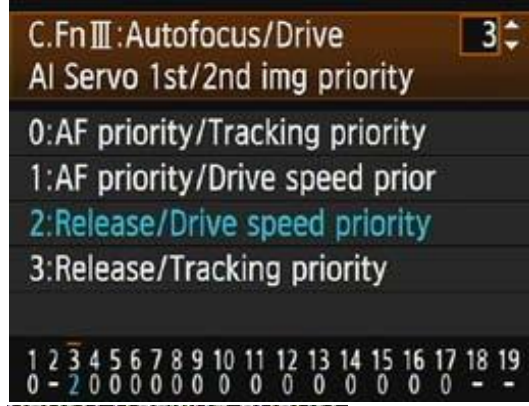 C.Fn Ⅲ :Autofocus/Drive 3
AI Servo 1st/2nd img priority
0:AF priority/Tracking priority
1:AF priority/Drive speed prior
2:Release/Drive speed priority
3:Release/Tracking priority
1 2 3 4 5 6 7 8 9 10 11 12 13 14 15 16 17 18 19
0 - 2 0 0 0 0 0 0 0 0 0 0 0 0 0 0 - -